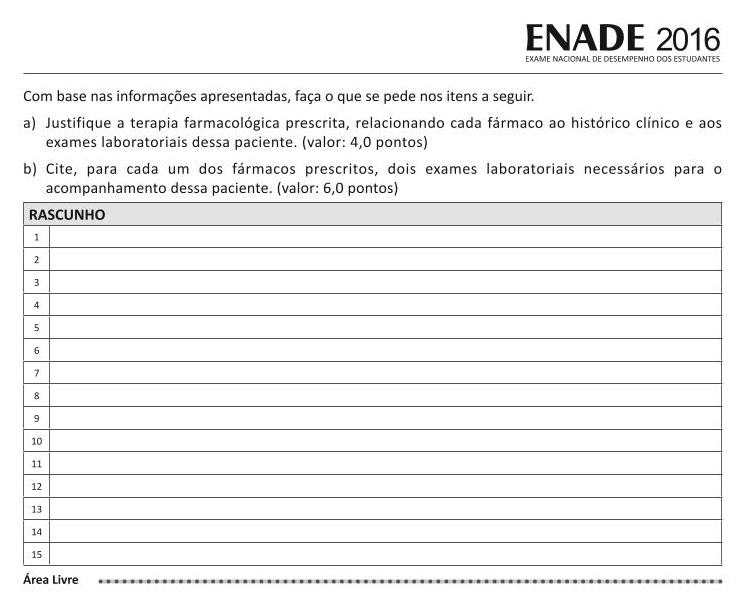 ENADE 2016
EXAME NACIONAL DE DESEMPENHO DOS ESTUDANTES
Com base nas informações apresentadas, faça o que se pede nos itens a seguir.
a) Justifique a terapia farmacológica prescrita, relacionando cada fármaco ao histórico clínico e aos
exames laboratoriais dessa paciente. (valor: 4,0 pontos)
b) Cite, para cada um dos fármacos prescritos, dois exames laboratoriais necessários para o
acompanhamento dessa paciente. (valor: 6,0 pontos)
RASCUNHO
1
2
3
4
5
6
7
8
9
10
11
12
13
14
15
Área Livre